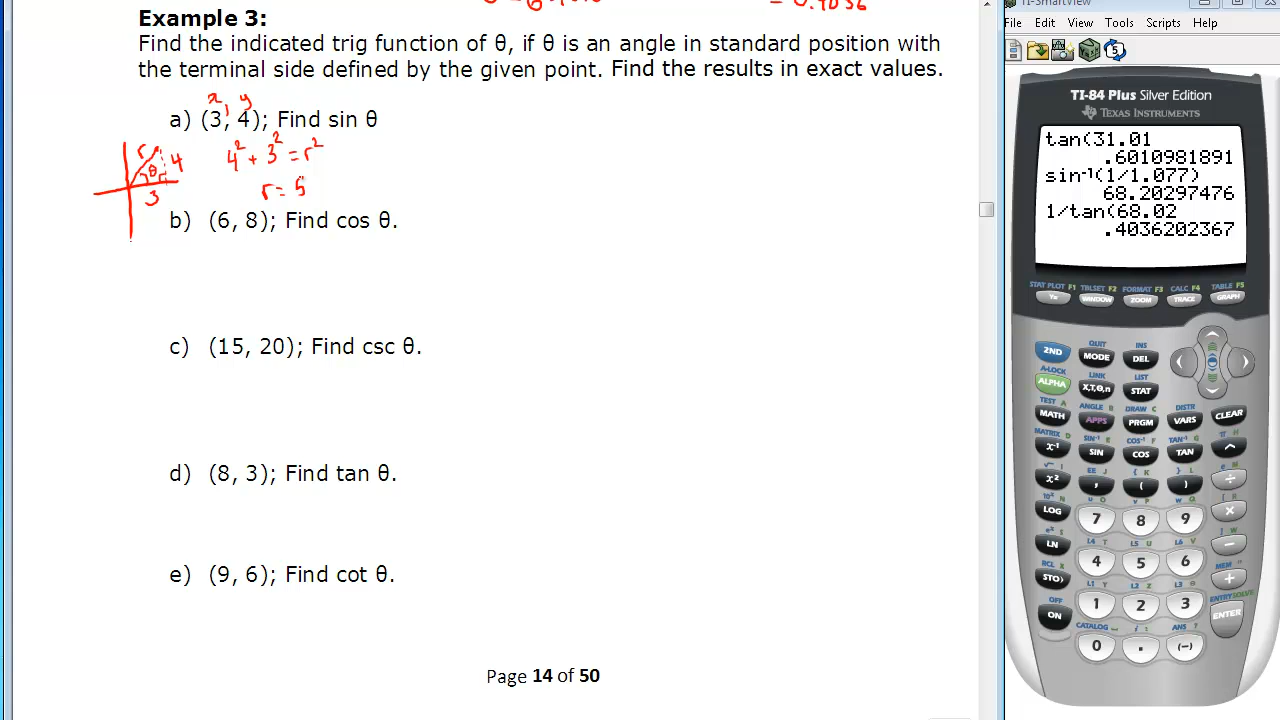 TI-SmartView
Example 3:
Find the indicated trig function of θ, if θ is an angle in standard position with
the terminal side defined by the given point. Find the results in exact values.
x, y
a) (3, 4); Find sin θ
r θ 4
3
4² + 3² = r²
r = 5
b) (6, 8); Find cos θ.
c) (15, 20); Find csc θ.
d) (8, 3); Find tan θ.
e) (9, 6); Find cot θ.
Page 14 of 50
File Edit View Tools Scripts Help
TI-84 Plus Silver Edition
TEXAS INSTRUMENTS
tan(31.01
.6010981891
sin⁻¹(1/1.077)
68.20297476
1/tan(68.02
.4036202367
STAT PLOT F1 TBLSET F2 FORMAT F3 CALC F4 TABLE F5
Y= WINDOW ZOOM TRACE GRAPH
QUIT INS
2ND MODE DEL
A-LOCK LINK LIST
ALPHA X,T,Θ,n STAT
TEST A ANGLE B DRAW C DISTR
MATH APPS PRGM VARS CLEAR
MATRIX D SIN⁻¹ E COS⁻¹ F TAN⁻¹ G π H
x⁻¹ SIN COS TAN ^
√ I EE J { K } L e M
x² , ( ) ÷
10ˣ N u O v P w Q [ R
LOG 7 8 9 ×
eˣ S L4 T L5 U L6 V ] W
LN 4 5 6 −
RCL X L1 Y L2 Z L3 θ MEM "
STO▸ 1 2 3 +
OFF CATALOG i : ANS ? ENTRY SOLVE
ON 0 . (−) ENTER